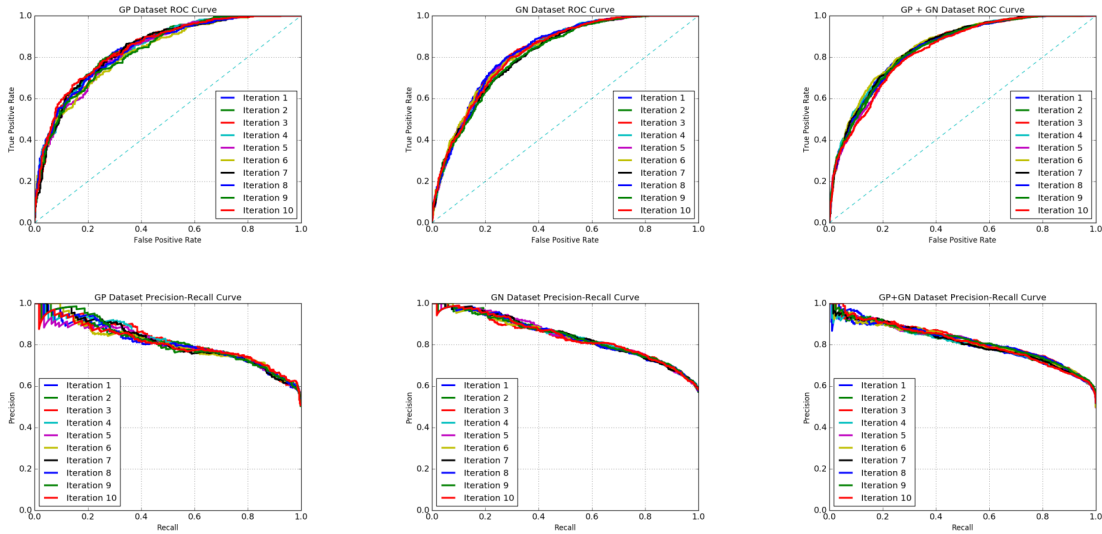 GP Dataset ROC Curve
True Positive Rate
1.0
0.8
0.6
0.4
0.2
0.0
Iteration 1
Iteration 2
Iteration 3
Iteration 4
Iteration 5
Iteration 6
Iteration 7
Iteration 8
Iteration 9
Iteration 10
0.0 0.2 0.4 0.6 0.8 1.0
False Positive Rate
GN Dataset ROC Curve
True Positive Rate
1.0
0.8
0.6
0.4
0.2
0.0
Iteration 1
Iteration 2
Iteration 3
Iteration 4
Iteration 5
Iteration 6
Iteration 7
Iteration 8
Iteration 9
Iteration 10
0.0 0.2 0.4 0.6 0.8 1.0
False Positive Rate
GP + GN Dataset ROC Curve
True Positive Rate
1.0
0.8
0.6
0.4
0.2
0.0
Iteration 1
Iteration 2
Iteration 3
Iteration 4
Iteration 5
Iteration 6
Iteration 7
Iteration 8
Iteration 9
Iteration 10
0.0 0.2 0.4 0.6 0.8 1.0
False Positive Rate
GP Dataset Precision-Recall Curve
Precision
1.0
0.8
0.6
0.4
0.2
0.0
Iteration 1
Iteration 2
Iteration 3
Iteration 4
Iteration 5
Iteration 6
Iteration 7
Iteration 8
Iteration 9
Iteration 10
0.0 0.2 0.4 0.6 0.8 1.0
Recall
GN Dataset Precision-Recall Curve
Precision
1.0
0.8
0.6
0.4
0.2
0.0
Iteration 1
Iteration 2
Iteration 3
Iteration 4
Iteration 5
Iteration 6
Iteration 7
Iteration 8
Iteration 9
Iteration 10
0.0 0.2 0.4 0.6 0.8 1.0
Recall
GP+GN Dataset Precision-Recall Curve
Precision
1.0
0.8
0.6
0.4
0.2
0.0
Iteration 1
Iteration 2
Iteration 3
Iteration 4
Iteration 5
Iteration 6
Iteration 7
Iteration 8
Iteration 9
Iteration 10
0.0 0.2 0.4 0.6 0.8 1.0
Recall